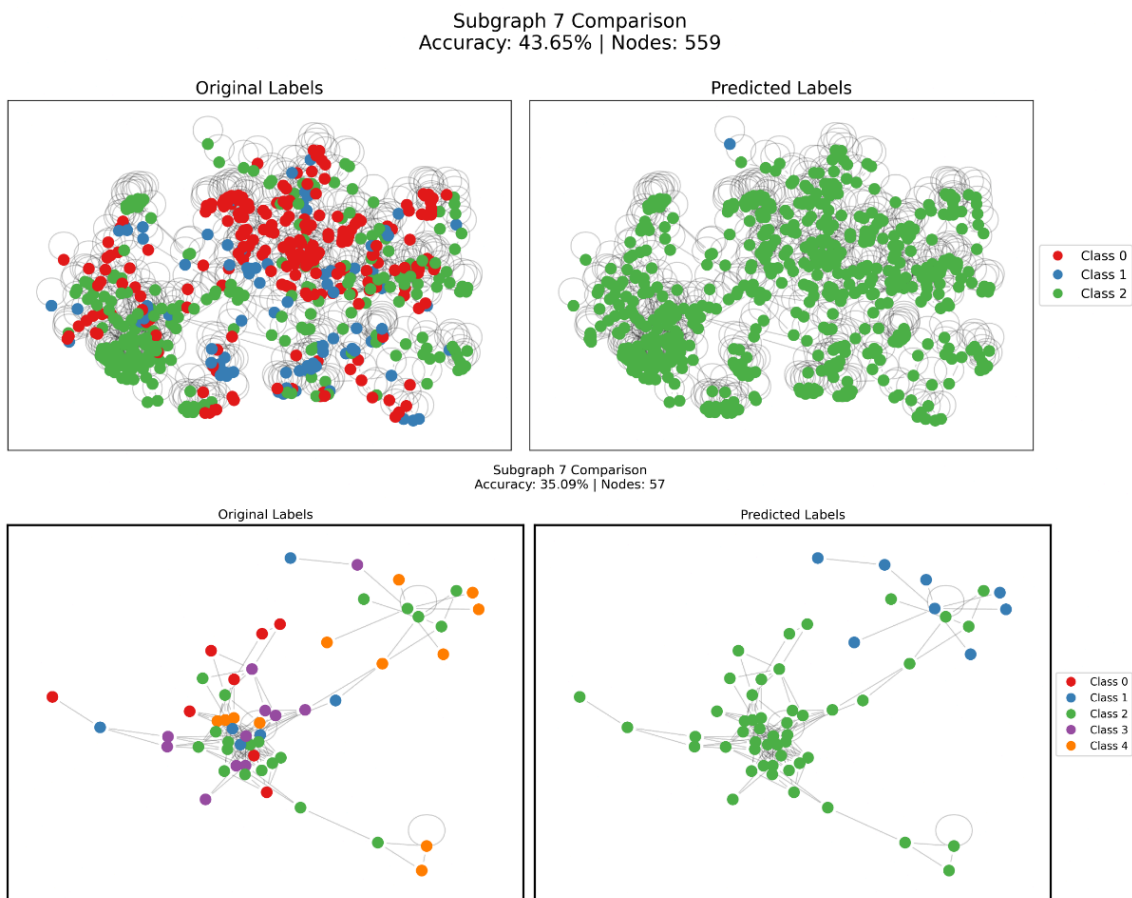 Subgraph 7 Comparison
Accuracy: 43.65% | Nodes: 559
Original Labels
Predicted Labels
Class 0
Class 1
Class 2
Subgraph 7 Comparison
Accuracy: 35.09% | Nodes: 57
Original Labels
Predicted Labels
Class 0
Class 1
Class 2
Class 3
Class 4